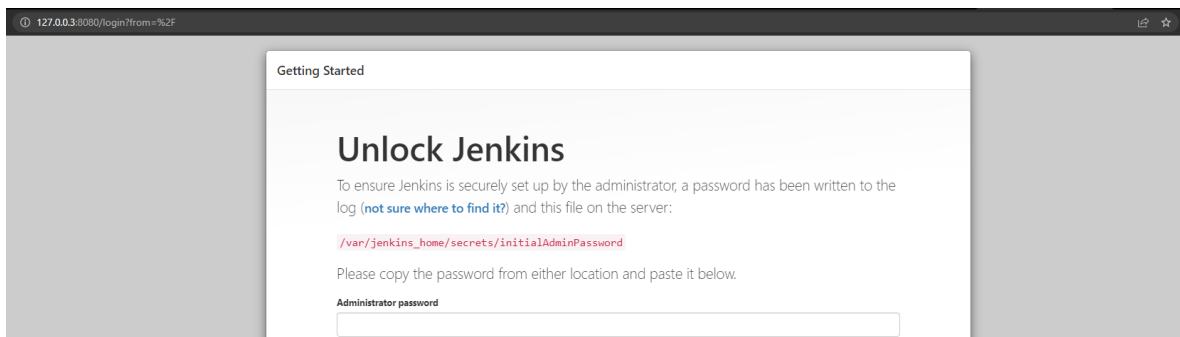 127.0.0.3:8080/login?from=%2F
Getting Started
Unlock Jenkins
To ensure Jenkins is securely set up by the administrator, a password has been written to the
log (not sure where to find it?) and this file on the server:
/var/jenkins_home/secrets/initialAdminPassword
Please copy the password from either location and paste it below.
Administrator password